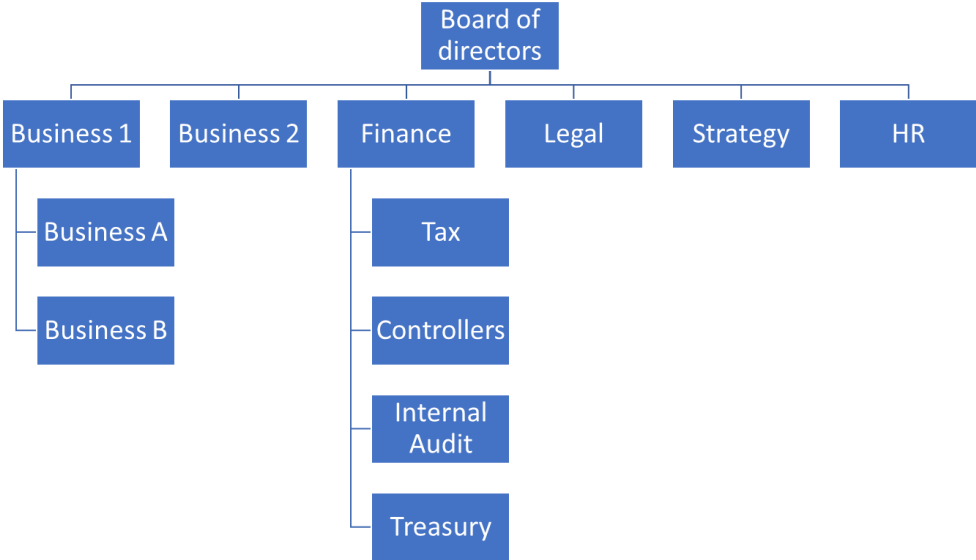 Board of
directors
Business 1
Business 2
Finance
Legal
Strategy
HR
Business A
Business B
Tax
Controllers
Internal
Audit
Treasury